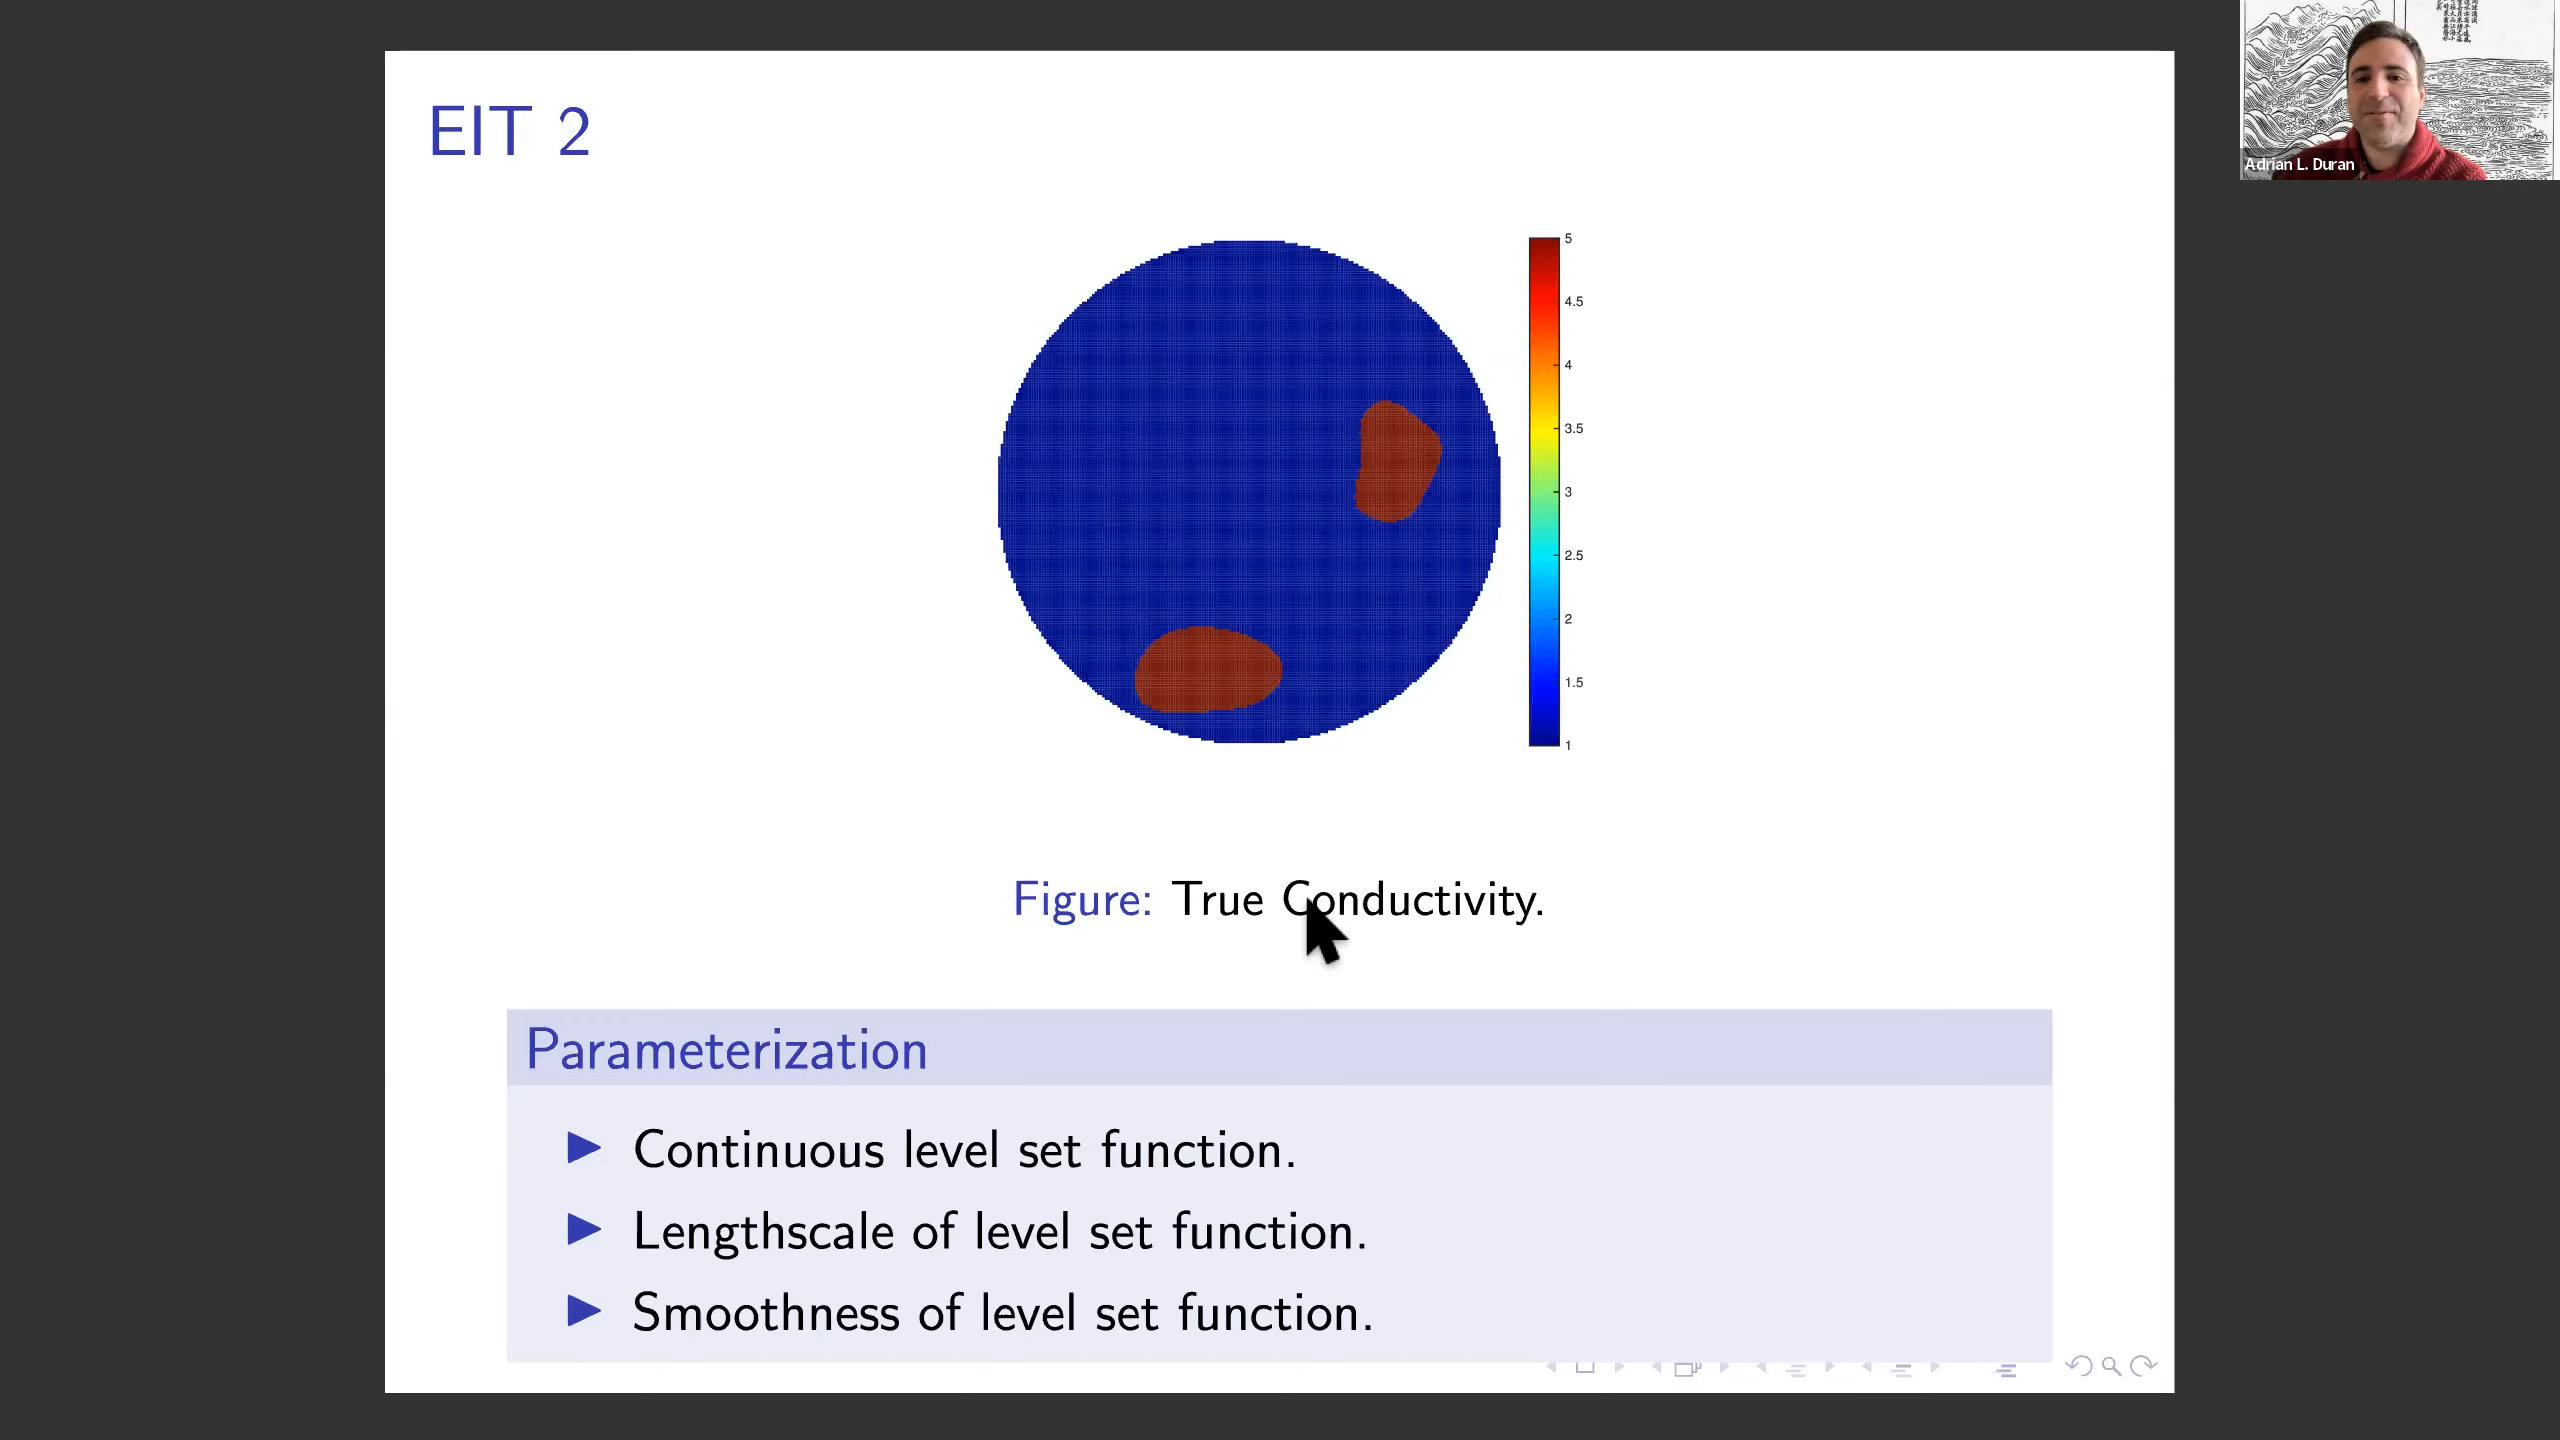 EIT 2
Adrian L. Duran
5
4.5
4
3.5
3
2.5
2
1.5
1
Figure: True Conductivity.
Parameterization
Continuous level set function.
Lengthscale of level set function.
Smoothness of level set function.